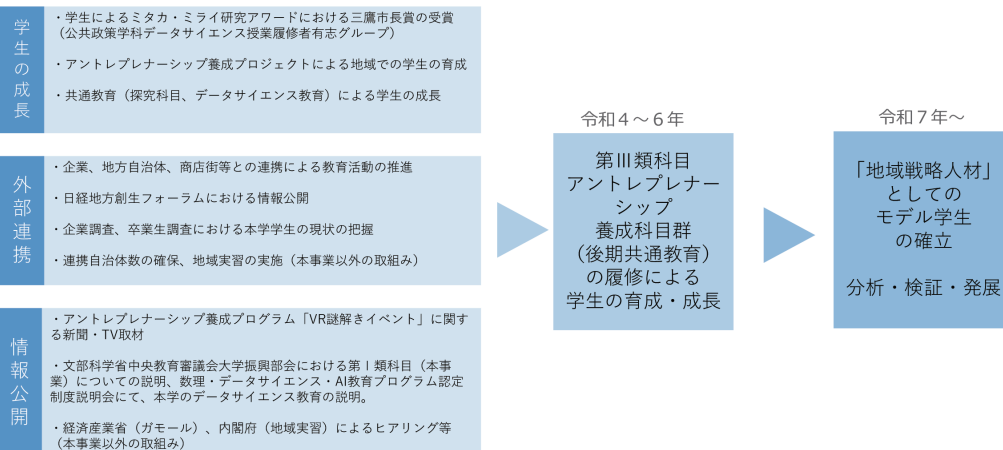 学生の成長
・学生によるミタカ・ミライ研究アワードにおける三鷹市長賞の受賞
（公共政策学科データサイエンス授業履修者有志グループ）
・アントレプレナーシップ養成プロジェクトによる地域での学生の育成
・共通教育（探究科目、データサイエンス教育）による学生の成長
外部連携
・企業、地方自治体、商店街等との連携による教育活動の推進
・日経地方創生フォーラムにおける情報公開
・企業調査、卒業生調査における本学学生の現状の把握
・連携自治体数の確保、地域実習の実施（本事業以外の取組み）
情報公開
・アントレプレナーシップ養成プログラム「VR謎解きイベント」に関す
る新聞・TV取材
・文部科学省中央教育審議会大学振興部会における第Ⅰ類科目（本事
業）についての説明、数理・データサイエンス・AI教育プログラム認定
制度説明会にて、本学のデータサイエンス教育の説明。
・経済産業省（ガモール）、内閣府（地域実習）によるヒアリング等
（本事業以外の取組み）
令和４～６年
第Ⅲ類科目
アントレプレナー
シップ
養成科目群
（後期共通教育）
の履修による
学生の育成・成長
令和７年～
「地域戦略人材」
としての
モデル学生
の確立
分析・検証・発展